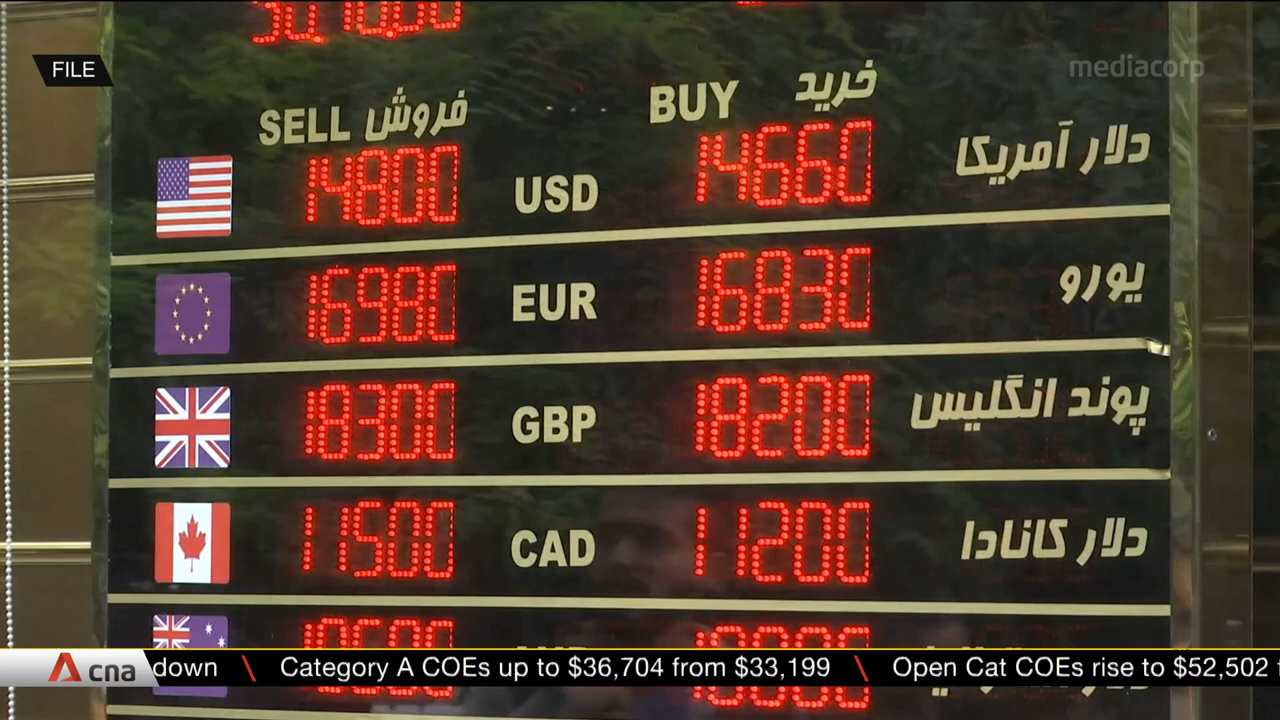 FILE
mediacorp
SELL فروش BUY خرید
14800 USD 14660 دلار آمریکا
16980 EUR 16830 یورو
18300 GBP 18200 پوند انگلیس
11500 CAD 11200 دلار کانادا
cna down \ Category A COEs up to $36,704 from $33,199 \ Open Cat COEs rise to $52,502